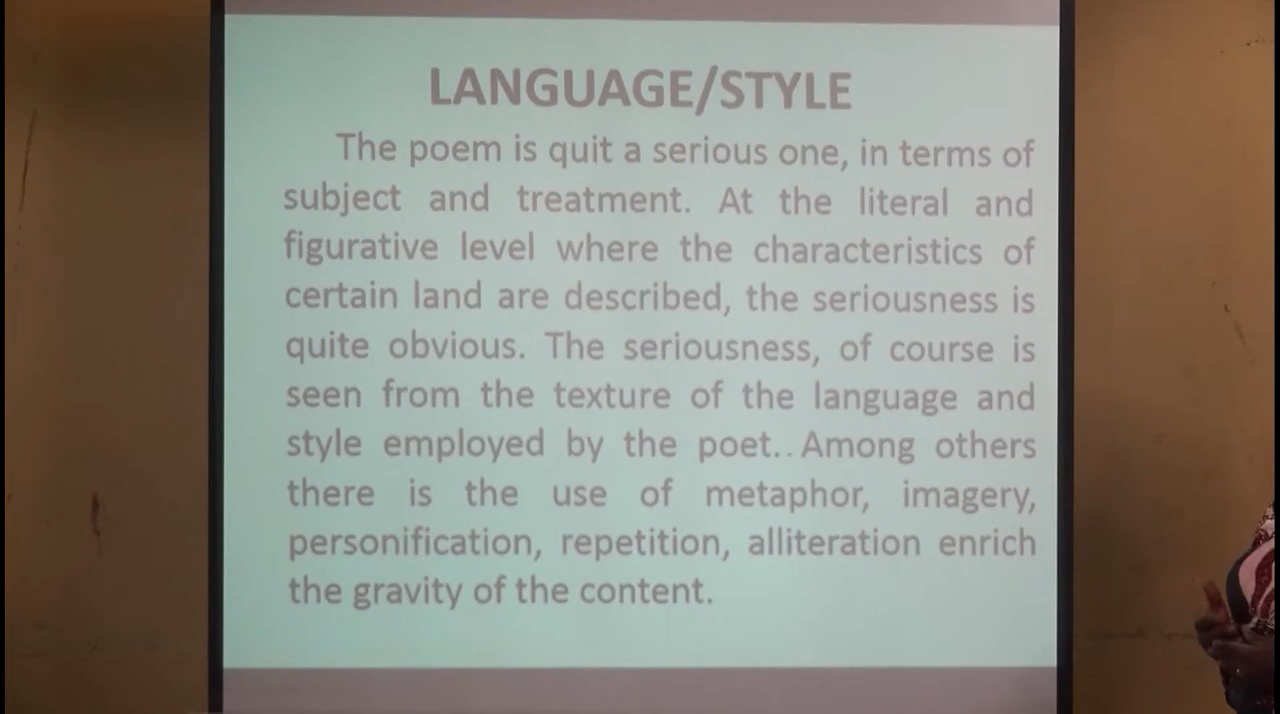 LANGUAGE/STYLE
The poem is quit a serious one, in terms of
subject and treatment. At the literal and
figurative level where the characteristics of
certain land are described, the seriousness is
quite obvious. The seriousness, of course is
seen from the texture of the language and
style employed by the poet.. Among others
there is the use of metaphor, imagery,
personification, repetition, alliteration enrich
the gravity of the content.